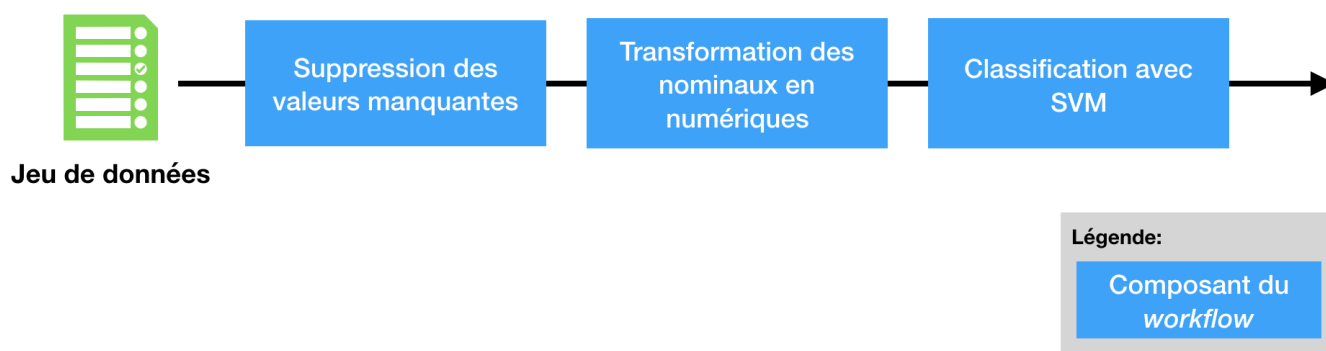 Suppression des
valeurs manquantes
Transformation des
nominaux en
numériques
Classification avec
SVM
Jeu de données
Légende:
Composant du
workflow